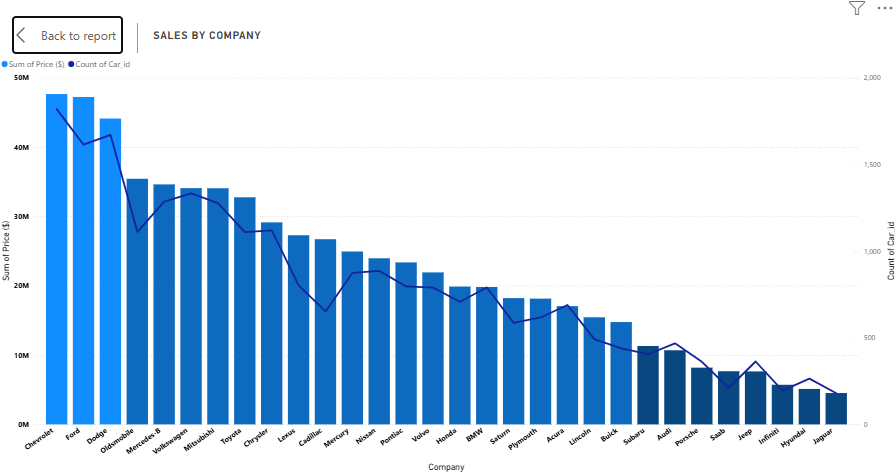 Back to report
SALES BY COMPANY
Sum of Price ($) Count of Car_id
50M
40M
30M
20M
10M
0M
Sum of Price ($)
2,000
1,500
1,000
500
0
Count of Car_id
Chevrolet
Ford
Dodge
Oldsmobile
Mercedes-B
Volkswagen
Mitsubishi
Toyota
Chrysler
Lexus
Cadillac
Mercury
Nissan
Pontiac
Volvo
Honda
BMW
Saturn
Plymouth
Acura
Lincoln
Buick
Subaru
Audi
Porsche
Saab
Jeep
Infiniti
Hyundai
Jaguar
Company